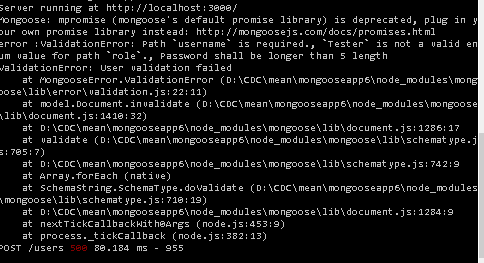 Server running at http://localhost:3000/
Mongoose: mpromise (mongoose's default promise library) is deprecated, plug in y
our own promise library instead: http://mongoosejs.com/docs/promises.html
error :ValidationError: Path `username` is required., `Tester` is not a valid en
um value for path `role`., Password shall be longer than 5 length
ValidationError: User validation failed
    at MongooseError.ValidationError (D:\CDC\mean\mongooseapp6\node_modules\mong
oose\lib\error\validation.js:22:11)
    at model.Document.invalidate (D:\CDC\mean\mongooseapp6\node_modules\mongoose
\lib\document.js:1410:32)
    at D:\CDC\mean\mongooseapp6\node_modules\mongoose\lib\document.js:1286:17
    at validate (D:\CDC\mean\mongooseapp6\node_modules\mongoose\lib\schematype.j
s:705:7)
    at D:\CDC\mean\mongooseapp6\node_modules\mongoose\lib\schematype.js:742:9
    at Array.forEach (native)
    at SchemaString.SchemaType.doValidate (D:\CDC\mean\mongooseapp6\node_modules
\mongoose\lib\schematype.js:710:19)
    at D:\CDC\mean\mongooseapp6\node_modules\mongoose\lib\document.js:1284:9
    at nextTickCallbackWith0Args (node.js:453:9)
    at process._tickCallback (node.js:382:13)
POST /users 500 80.184 ms - 955